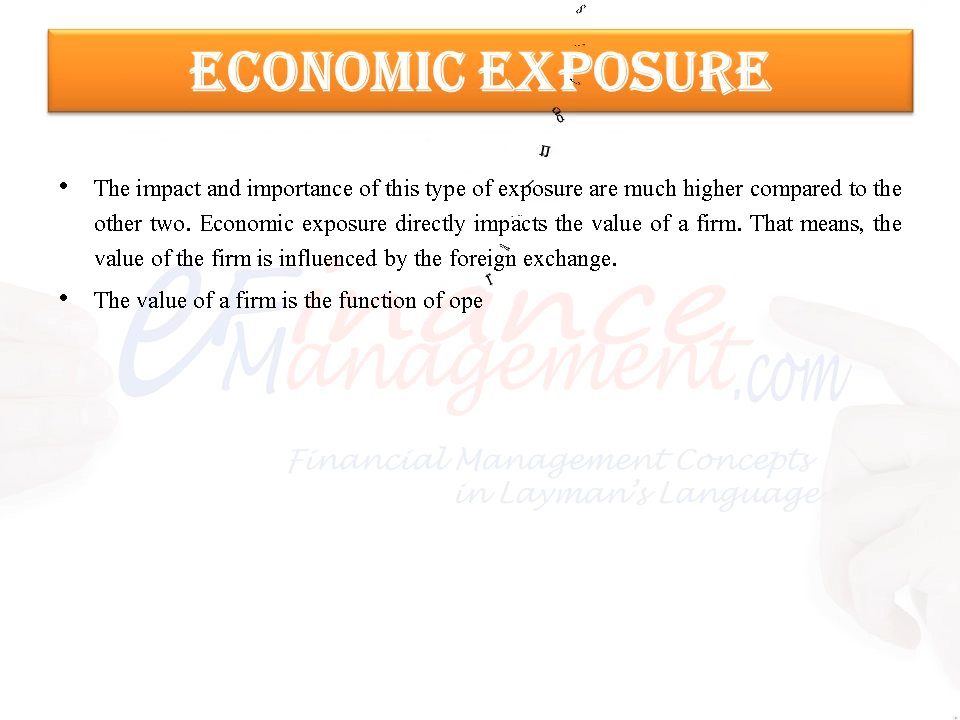 ECONOMIC EXPOSURE
• The impact and importance of this type of exposure are much higher compared to the
other two. Economic exposure directly impacts the value of a firm. That means, the
value of the firm is influenced by the foreign exchange.
• The value of a firm is the function of ope
eFinance
Management.com
Financial Management Concepts
in Layman's Language